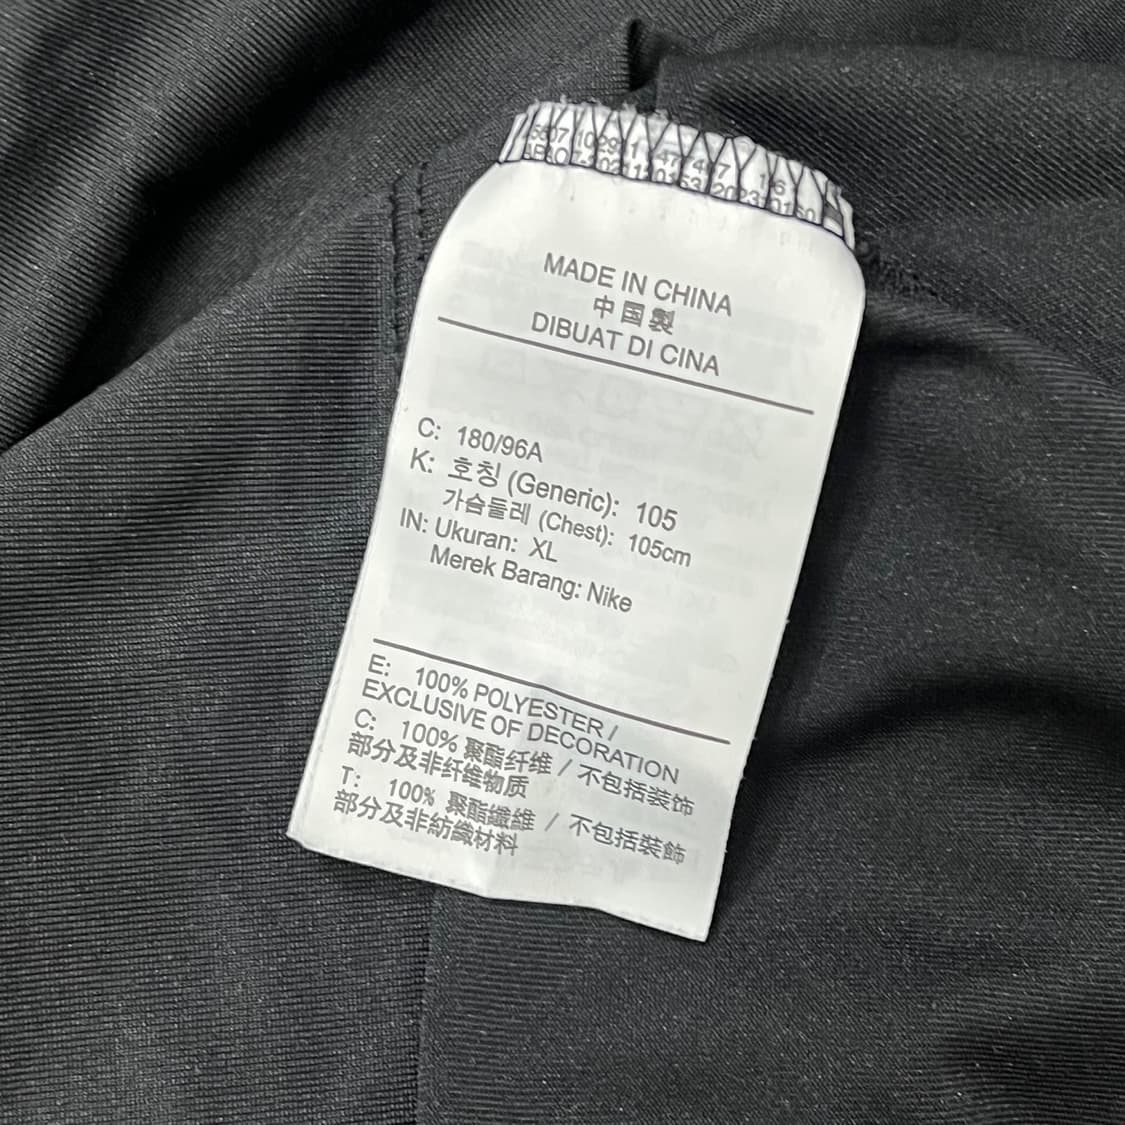 MADE IN CHINA
中国製
DIBUAT DI CINA
C: 180/96A
K: 호칭 (Generic): 105
가슴둘레 (Chest): 105cm
IN: Ukuran: XL
Merek Barang: Nike
E: 100% POLYESTER /
EXCLUSIVE OF DECORATION
C: 100% 聚酯纤维 / 不包括装饰
部分及非纤维物质
T: 100% 聚酯纖維 / 不包括裝飾
部分及非紡織材料